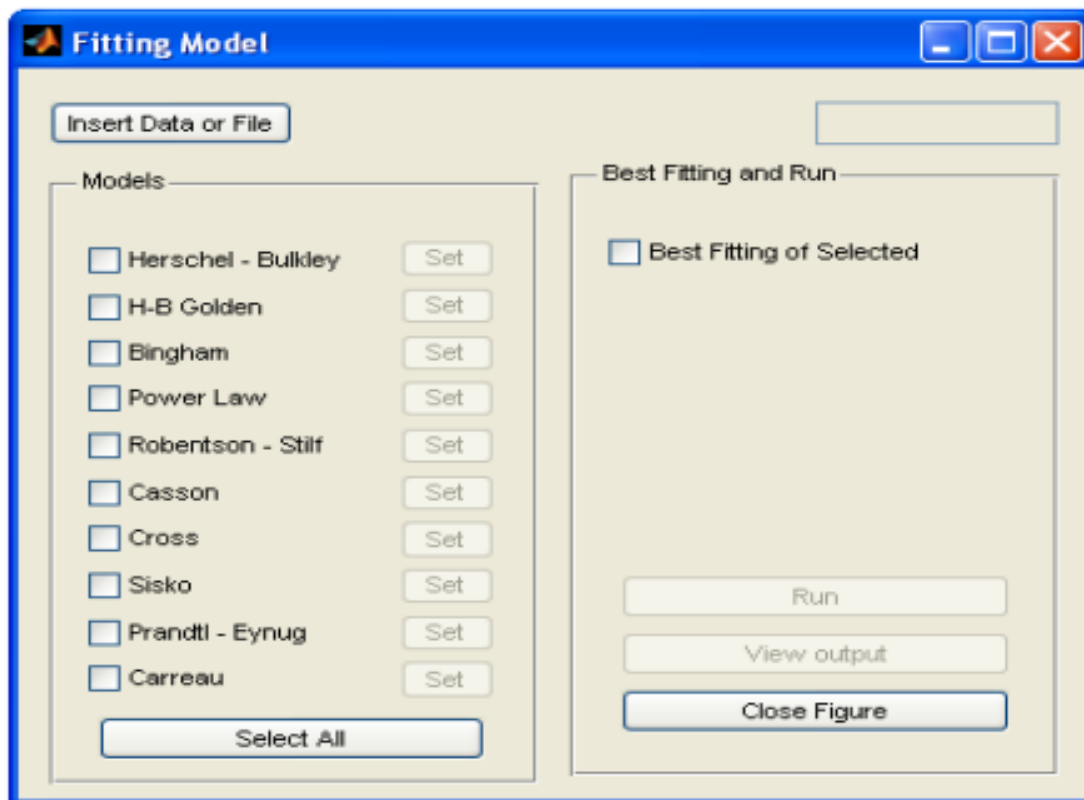 Fitting Model
Insert Data or File
Models
Herschel - Bulkley Set
H-B Golden Set
Bingham Set
Power Law Set
Robentson - Stilf Set
Casson Set
Cross Set
Sisko Set
Prandtl - Eynug Set
Carreau Set
Select All
Best Fitting and Run
Best Fitting of Selected
Run
View output
Close Figure